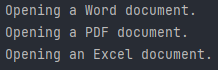 Opening a Word document.
Opening a PDF document.
Opening an Excel document.